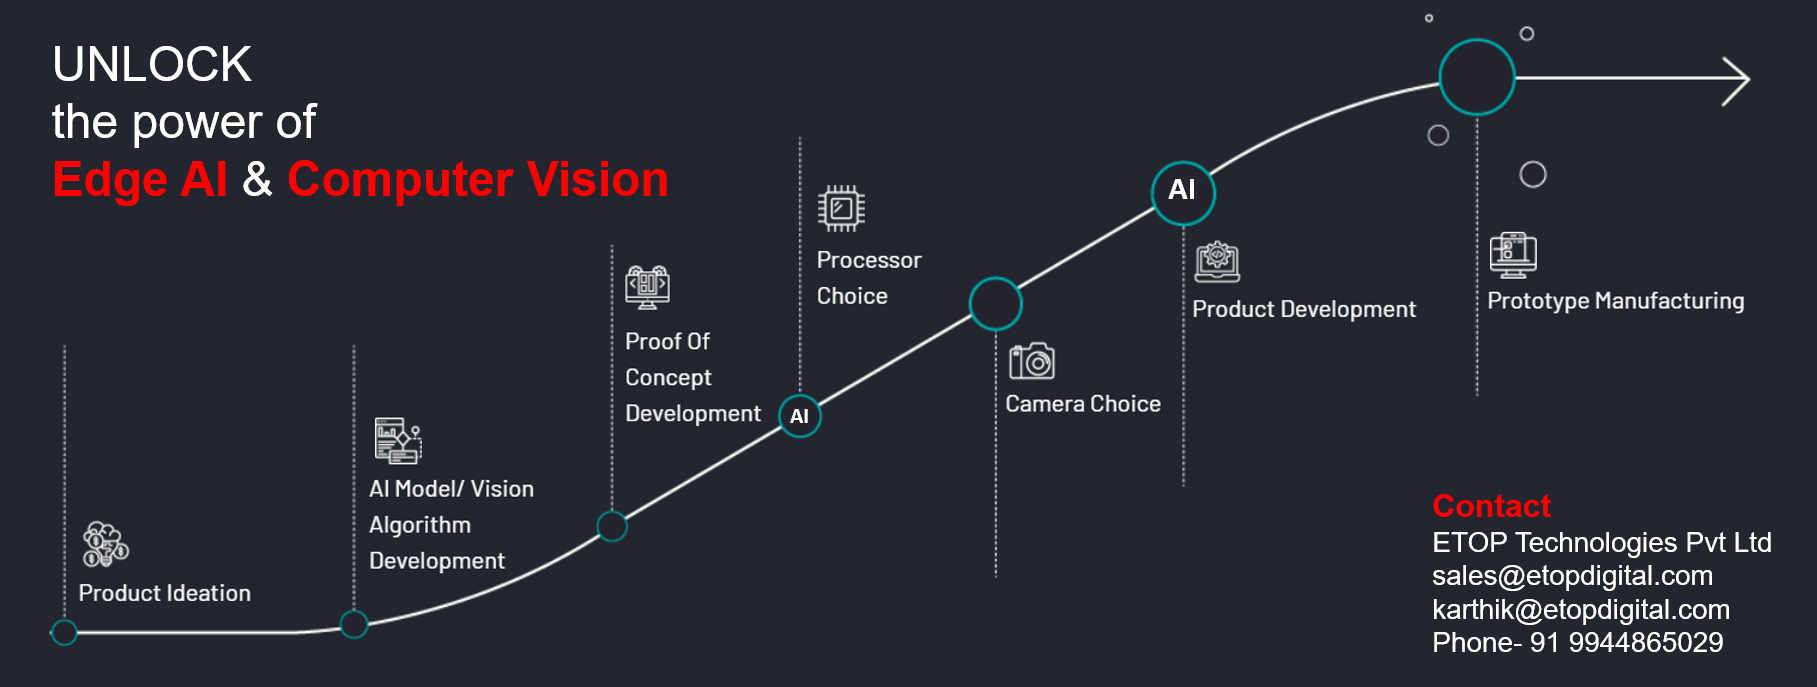 UNLOCK
the power of
Edge AI & Computer Vision
Product Ideation
AI Model/ Vision
Algorithm
Development
Proof Of
Concept
Development
AI
Processor
Choice
Camera Choice
AI
Product Development
Prototype Manufacturing
Contact
ETOP Technologies Pvt Ltd
sales@etopdigital.com
karthik@etopdigital.com
Phone- 91 9944865029